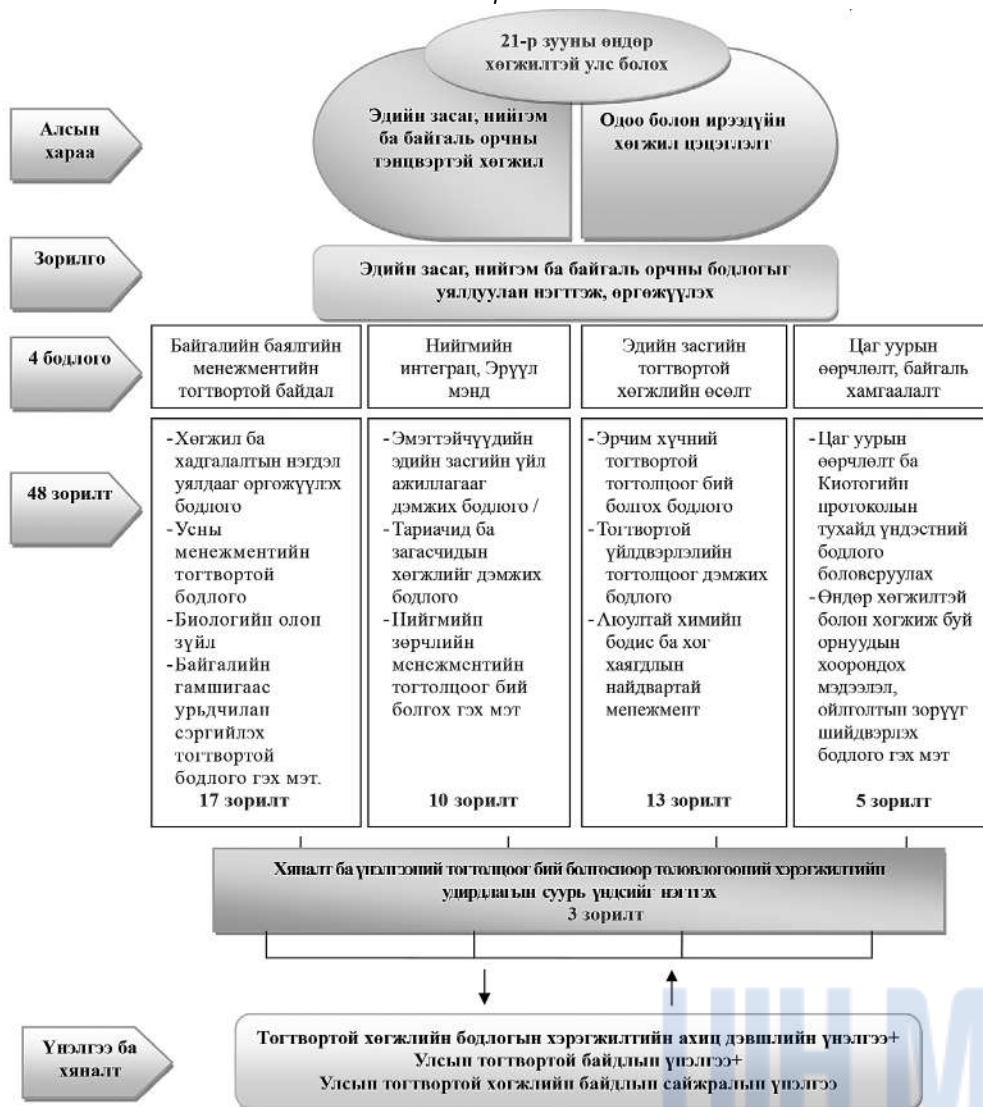 21-р зууны өндөр
хөгжилтэй улс болох
Алсын
хараа
Эдийн засаг, нийгэм
ба байгаль орчны
тэнцвэртэй хөгжил
Одоо болон ирээдүйн
хөгжил цэцэглэлт
Зорилго
Эдийн засаг, нийгэм ба байгаль орчны бодлогыг
уялдуулан нэгтгэж, өргөжүүлэх
4 бодлого
Байгалийн баялгийн
менежментийн
тогтвортой байдал
Нийгмийн
интеграц, Эрүүл
мэнд
Эдийн засгийн
тогтвортой
хөгжлийн өсөлт
Цаг уурын
өөрчлөлт, байгаль
хамгаалалт
48 зорилт
-Хөгжил ба
хадгалалтын нэгдэл
уялдааг өргөжүүлэх
бодлого
-Усны
менежментийн
тогтвортой
бодлого
-Биологийн олон
зүйл
-Байгалийн
гамшигаас
урьдчилан
сэргийлэх
тогтвортой
бодлого гэх мэт.
17 зорилт
-Эмэгтэйчүүдийн
эдийн засгийн үйл
ажиллагааг
дэмжих бодлого /
-Тариачид ба
загасчидын
хөгжлийг дэмжих
бодлого
-Нийгмийн
зөрчлийн
менежментийн
тогтолцоог бий
болгох гэх мэт
10 зорилт
-Эрчим хүчний
тогтвортой
тогтолцоог бий
болгох бодлого
-Тогтвортой
үйлдвэрлэлийн
тогтолцоог дэмжих
бодлого
-Аюултай химийн
бодис ба хог
хаягдлын
найдвартай
менежмент
13 зорилт
-Цаг уурын
өөрчлөлт ба
Киотогийн
протоколын
тухайд үндэстний
бодлого
боловсруулах
-Өндөр хөгжилтэй
болон хөгжиж буй
орнуудын
хоорондох
мэдээлэл,
ойлголтын зөрүүг
шийдвэрлэх
бодлого гэх мэт
5 зорилт
Хяналт ба үнэлгээний тогтолцоог бий болгосноор төлөвлөгөөний хэрэгжилтийн
удирдлагын суурь үндсийг нэгтгэх
3 зорилт
Үнэлгээ ба
хяналт
Тогтвортой хөгжлийн бодлогын хэрэгжилтийн ахиц дэвшлийн үнэлгээ+
Улсын тогтвортой байдлын үнэлгээ+
Улсын тогтвортой хөгжлийн байдлын сайжралын үнэлгээ